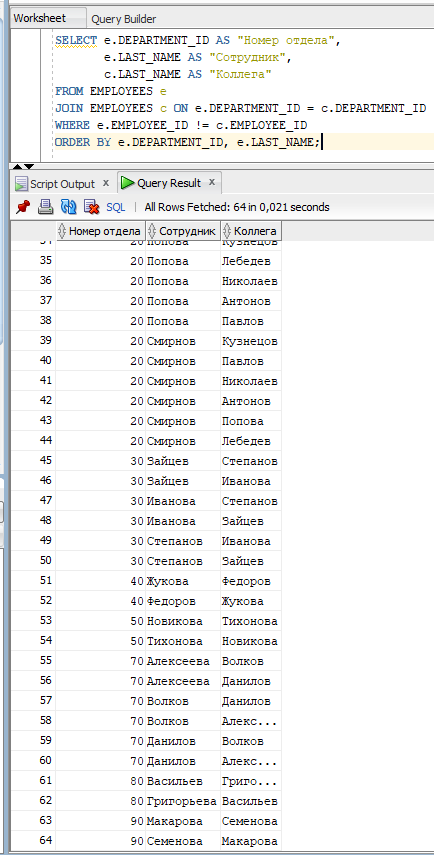 Worksheet Query Builder
SELECT e.DEPARTMENT_ID AS "Номер отдела",
e.LAST_NAME AS "Сотрудник",
c.LAST_NAME AS "Коллега"
FROM EMPLOYEES e
JOIN EMPLOYEES c ON e.DEPARTMENT_ID = c.DEPARTMENT_ID
WHERE e.EMPLOYEE_ID != c.EMPLOYEE_ID
ORDER BY e.DEPARTMENT_ID, e.LAST_NAME;
Script Output x Query Result x
SQL All Rows Fetched: 64 in 0,021 seconds
Номер отдела Сотрудник Коллега
34 20 Попова Кузнецов
35 20 Попова Лебедев
36 20 Попова Николаев
37 20 Попова Антонов
38 20 Попова Павлов
39 20 Смирнов Кузнецов
40 20 Смирнов Павлов
41 20 Смирнов Николаев
42 20 Смирнов Антонов
43 20 Смирнов Попова
44 20 Смирнов Лебедев
45 30 Зайцев Степанов
46 30 Зайцев Иванова
47 30 Иванова Степанов
48 30 Иванова Зайцев
49 30 Степанов Иванова
50 30 Степанов Зайцев
51 40 Жукова Федоров
52 40 Федоров Жукова
53 50 Новикова Тихонова
54 50 Тихонова Новикова
55 70 Алексеева Волков
56 70 Алексеева Данилов
57 70 Волков Данилов
58 70 Волков Алекс...
59 70 Данилов Волков
60 70 Данилов Алекс...
61 80 Васильев Григо...
62 80 Григорьева Васильев
63 90 Макарова Семенова
64 90 Семенова Макарова